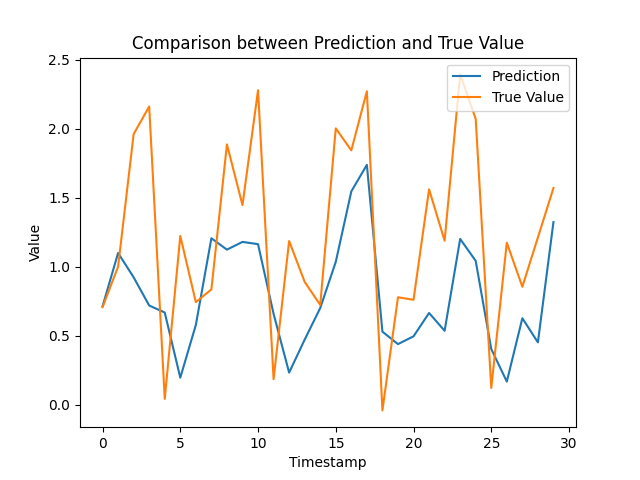 Comparison between Prediction and True Value
Prediction
True Value
Value
2.5
2.0
1.5
1.0
0.5
0.0
0 5 10 15 20 25 30
Timestamp